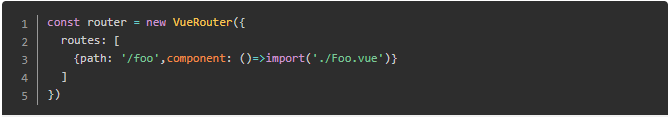 1 const router = new VueRouter({
2   routes: [
3     {path: '/foo',component: ()=>import('./Foo.vue')}
4   ]
5 })